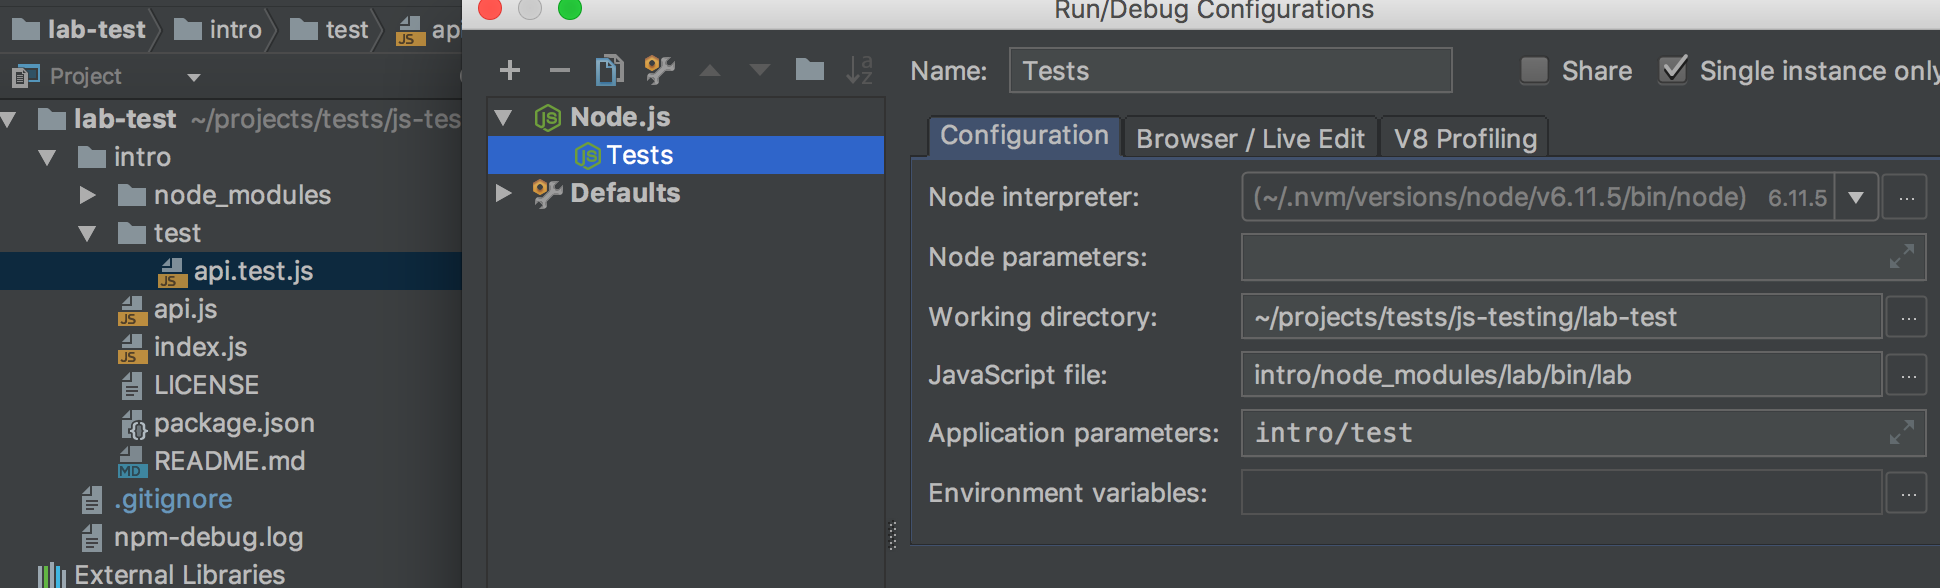 lab-test intro test
Project
lab-test ~/projects/tests/js-tes
intro
node_modules
test
JS api.test.js
JS api.js
JS index.js
LICENSE
package.json
MD README.md
.gitignore
npm-debug.log
External Libraries
Run/Debug Configurations
Node.js
Tests
Defaults
Name: Tests Share Single instance only
Configuration Browser / Live Edit V8 Profiling
Node interpreter: (~/.nvm/versions/node/v6.11.5/bin/node) 6.11.5 ...
Node parameters:
Working directory: ~/projects/tests/js-testing/lab-test ...
JavaScript file: intro/node_modules/lab/bin/lab ...
Application parameters: intro/test
Environment variables: ...